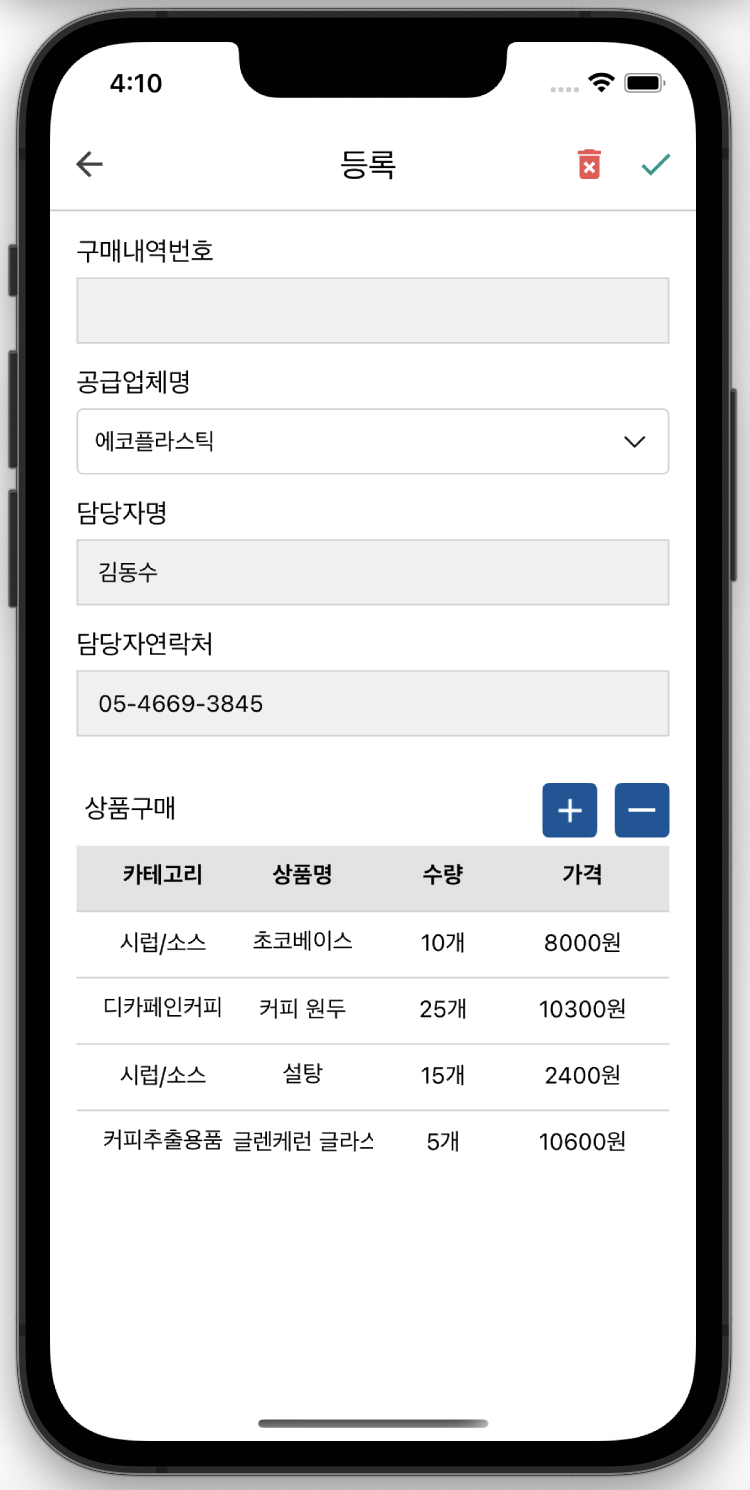 4:10
등록
구매내역번호
공급업체명
에코플라스틱
담당자명
김동수
담당자연락처
05-4669-3845
상품구매
카테고리 상품명 수량 가격
시럽/소스 초코베이스 10개 8000원
디카페인커피 커피 원두 25개 10300원
시럽/소스 설탕 15개 2400원
커피추출용품 글렌케런 글라스 5개 10600원